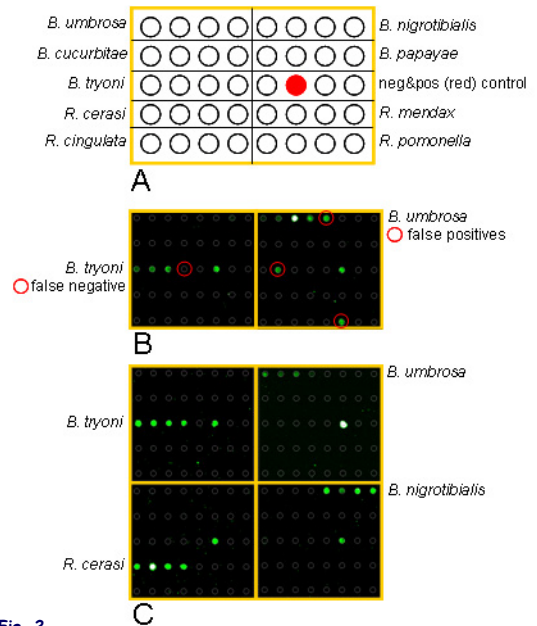 B. umbrosa B. nigrotibialis
B. cucurbitae B. papayae
B. tryoni neg&pos (red) control
R. cerasi R. mendax
R. cingulata R. pomonella
A
B. umbrosa
false positives
B. tryoni
false negative
B
B. umbrosa
B. tryoni
B. nigrotibialis
R. cerasi
C